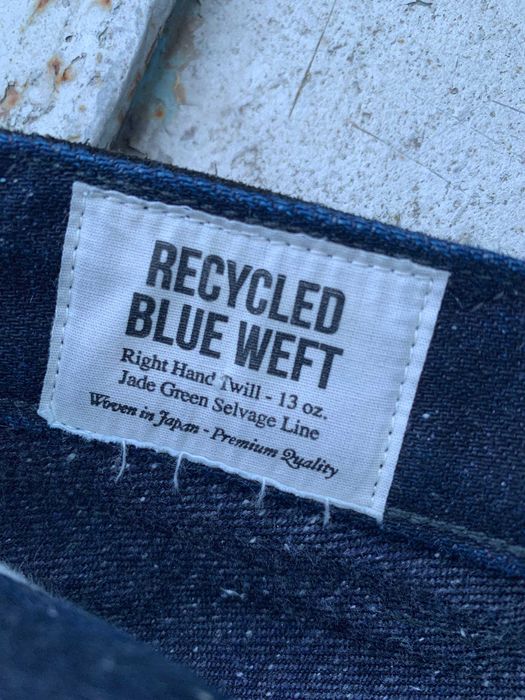 RECYCLED
BLUE WEFT
Right Hand Twill - 13 oz.
Jade Green Selvage Line
Woven in Japan - Premium Quality